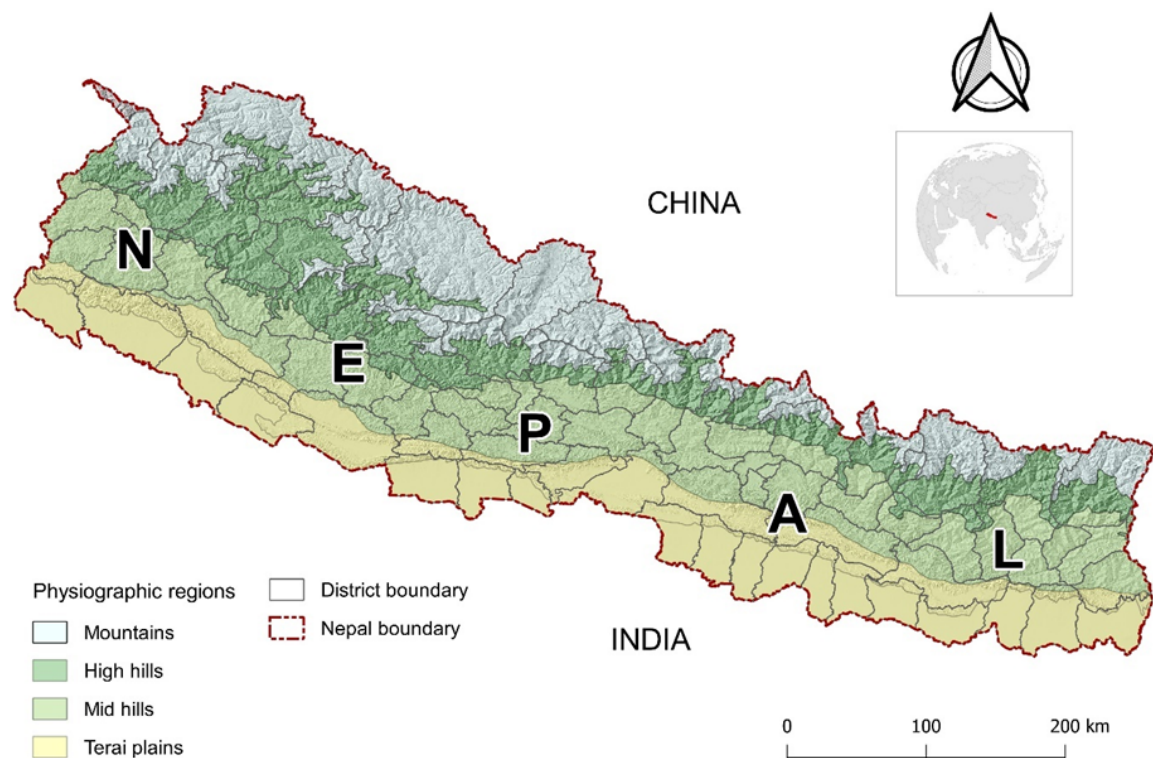 CHINA
N
E
P
A
L
INDIA
Physiographic regions
Mountains
High hills
Mid hills
Terai plains
District boundary
Nepal boundary
0 100 200 km